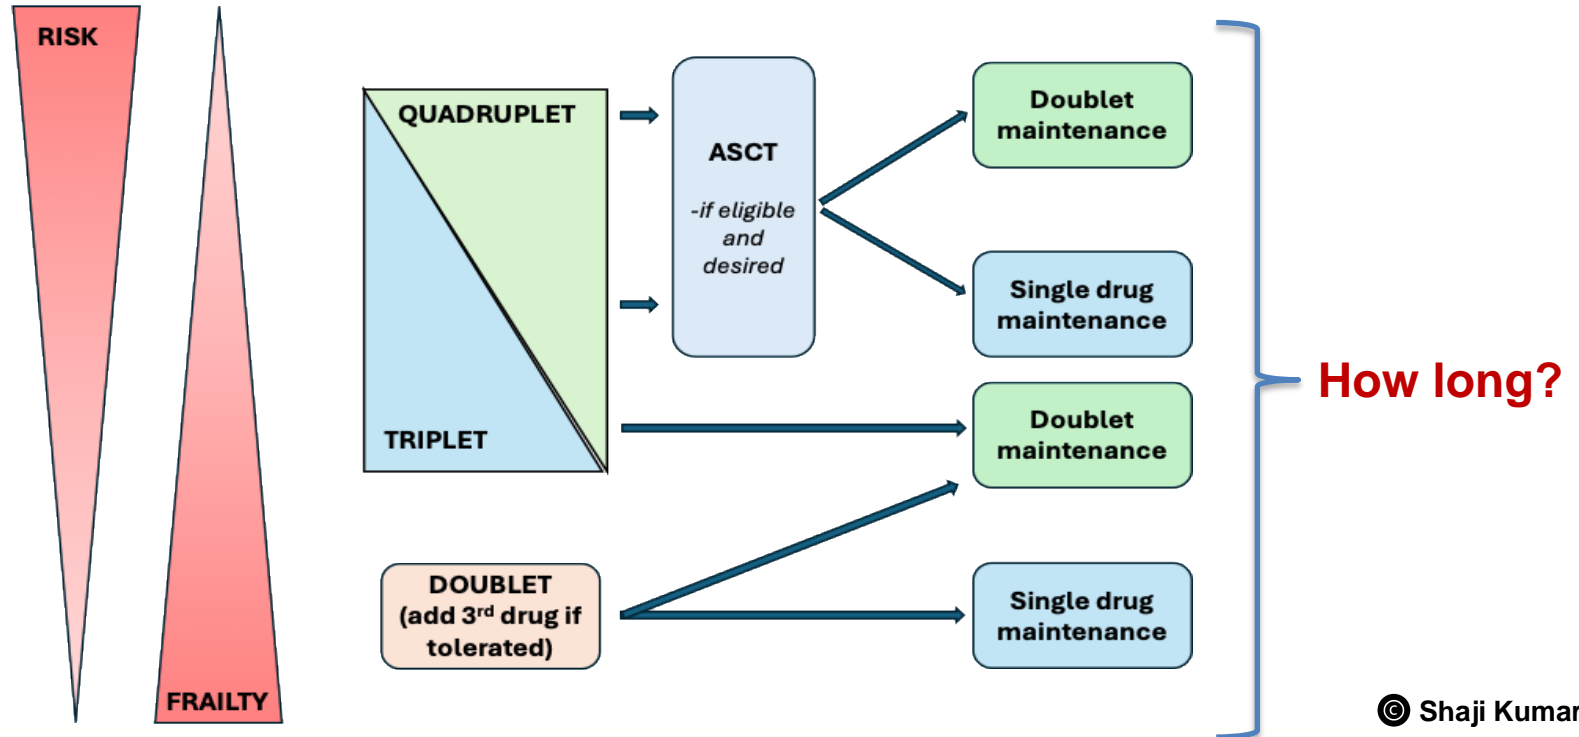 RISK
QUADRUPLET
TRIPLET
ASCT
-if eligible
and
desired
Doublet
maintenance
Single drug
maintenance
Doublet
maintenance
DOUBLET
(add 3rd drug if
tolerated)
Single drug
maintenance
FRAILTY
How long?
© Shaji Kumar